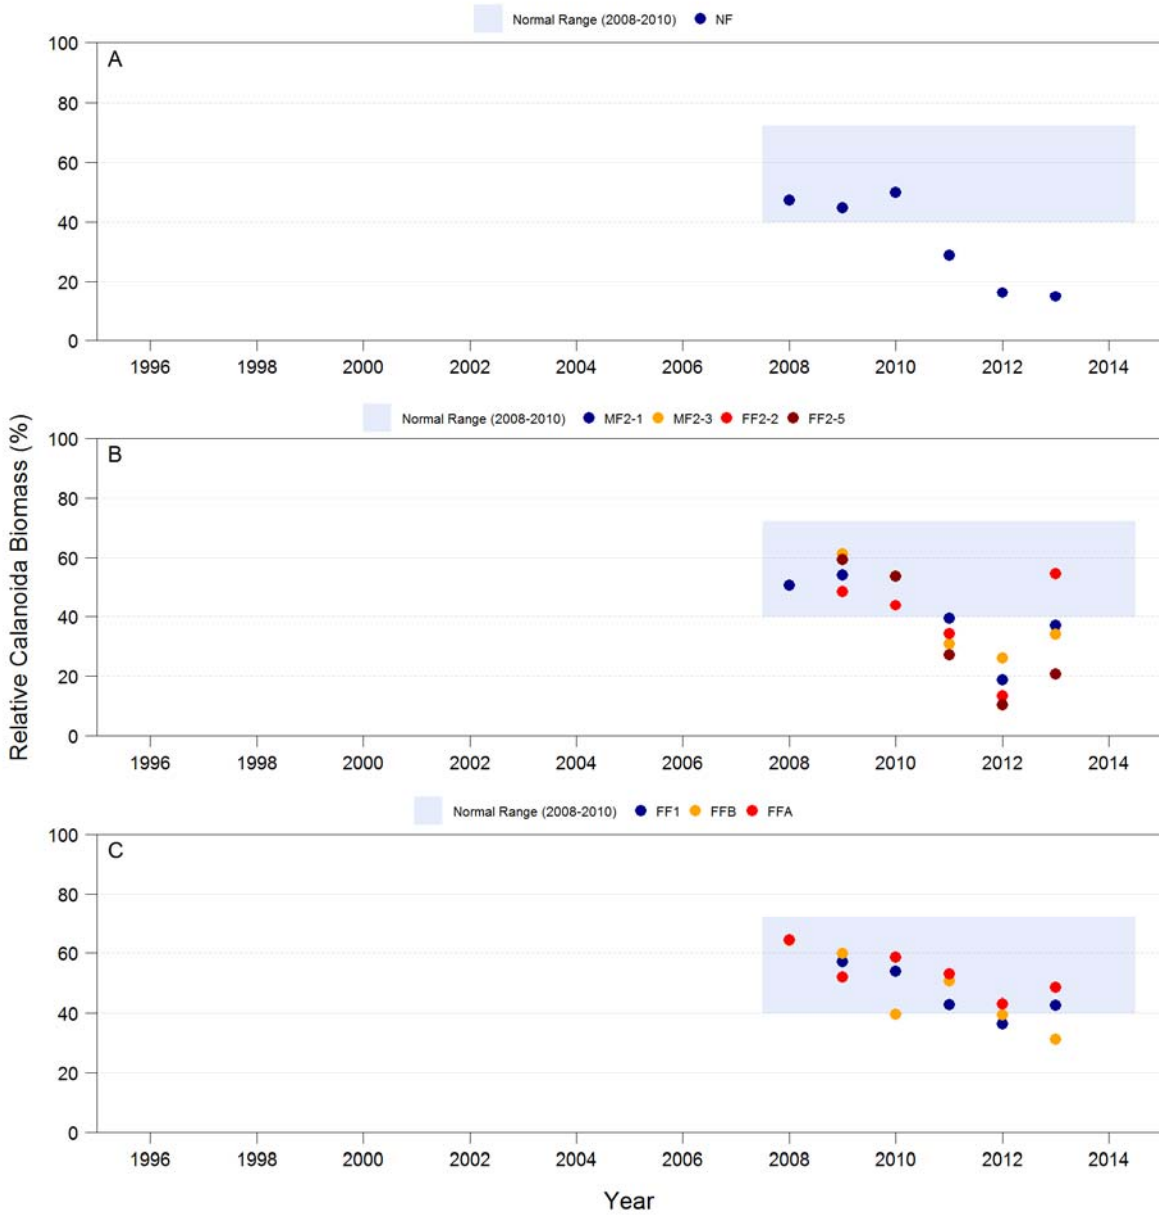 Normal Range (2008-2010) NF
A
100
80
60
40
20
0
1996 1998 2000 2002 2004 2006 2008 2010 2012 2014
Relative Calanoida Biomass (%)
Normal Range (2008-2010) MF2-1 MF2-3 FF2-2 FF2-5
B
100
80
60
40
20
0
1996 1998 2000 2002 2004 2006 2008 2010 2012 2014
Normal Range (2008-2010) FF1 FFB FFA
C
100
80
60
40
20
0
1996 1998 2000 2002 2004 2006 2008 2010 2012 2014
Year